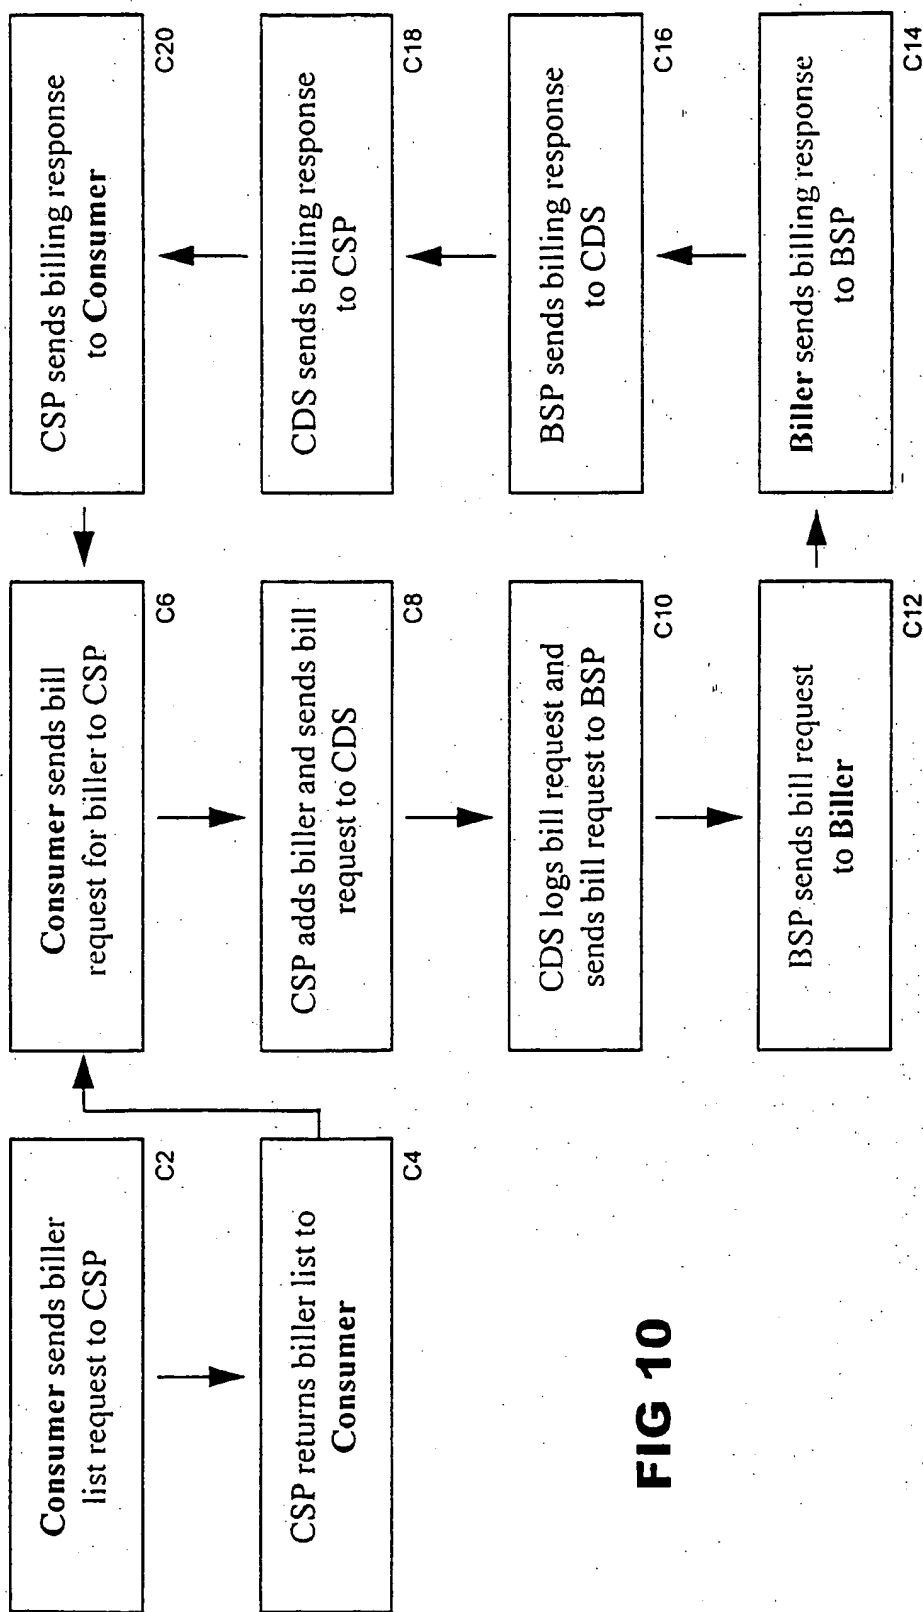 Consumer sends biller
list request to CSP
C2
CSP returns biller list to
Consumer
C4
Consumer sends bill
request for biller to CSP
C6
CSP adds biller and sends bill
request to CDS
C8
CDS logs bill request and
sends bill request to BSP
C10
BSP sends bill request
to Biller
C12
Biller sends billing response
to BSP
C14
BSP sends billing response
to CDS
C16
CDS sends billing response
to CSP
C18
CSP sends billing response
to Consumer
C20
FIG 10